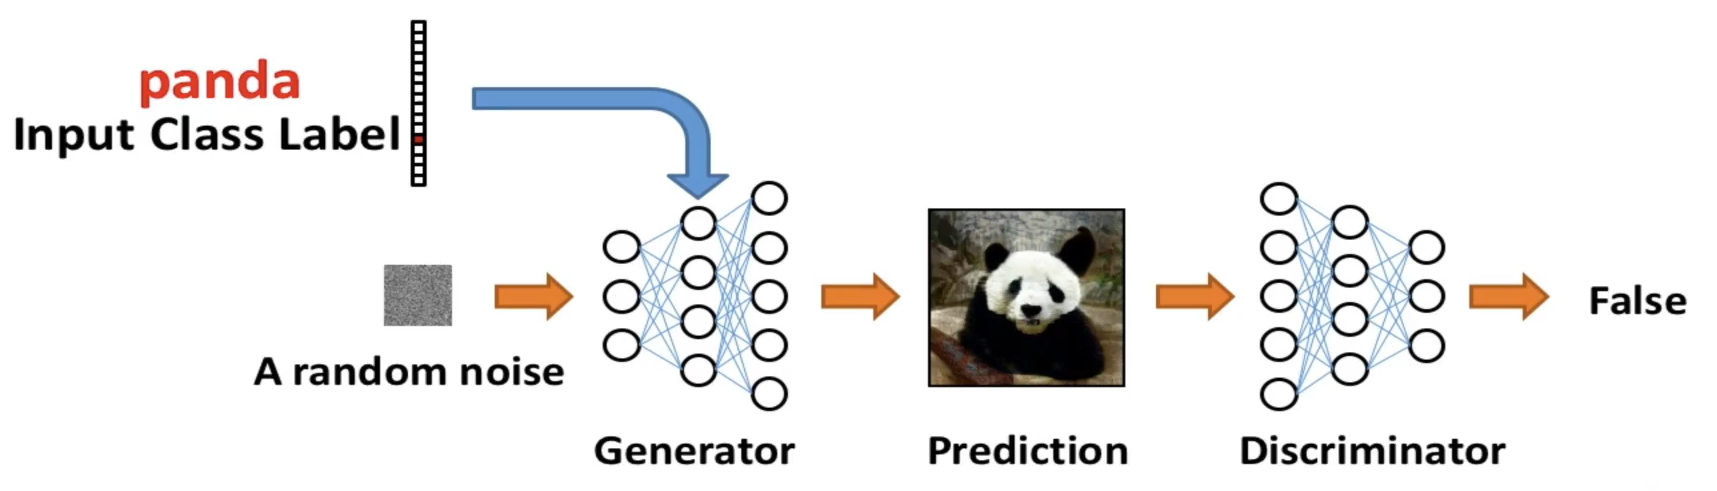 panda
Input Class Label
A random noise
Generator
Prediction
Discriminator
False